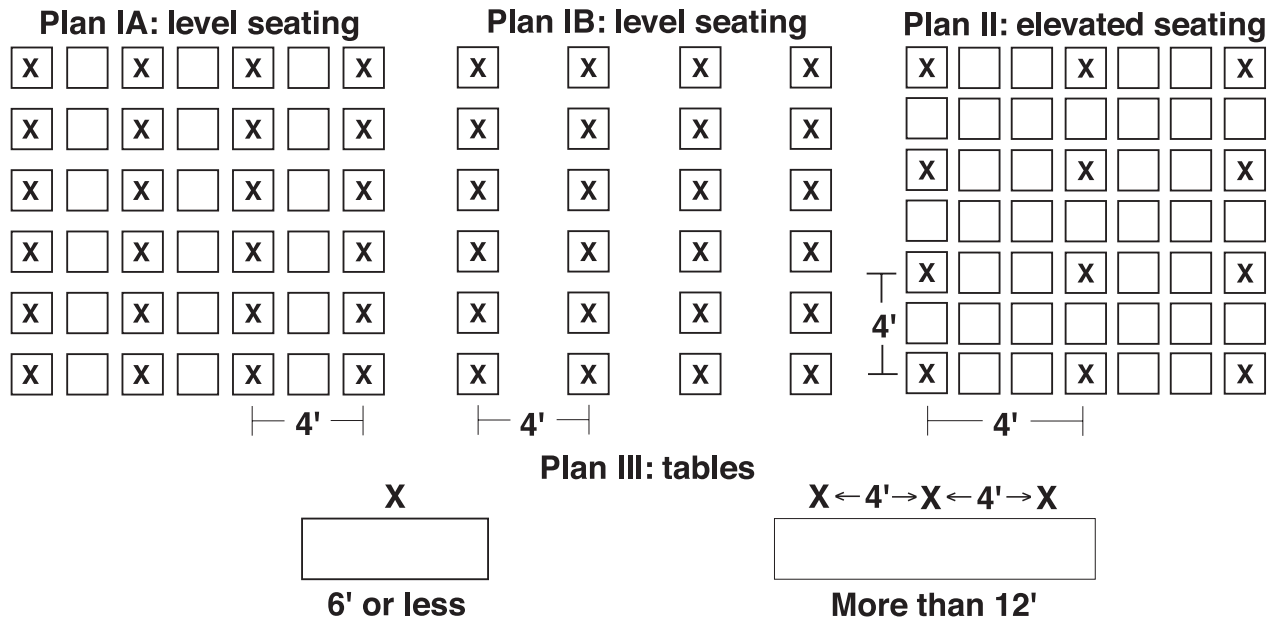 Plan IA: level seating Plan IB: level seating Plan II: elevated seating
X X X X X X X X X X X
X X X X X X X X
X X X X X X X X X X X
X X X X X X X X
X X X X X X X X X X X
4'
X X X X X X X X
X X X X X X X X X X X
4' 4' 4'
Plan III: tables
X X 4' X 4' X
6' or less More than 12'